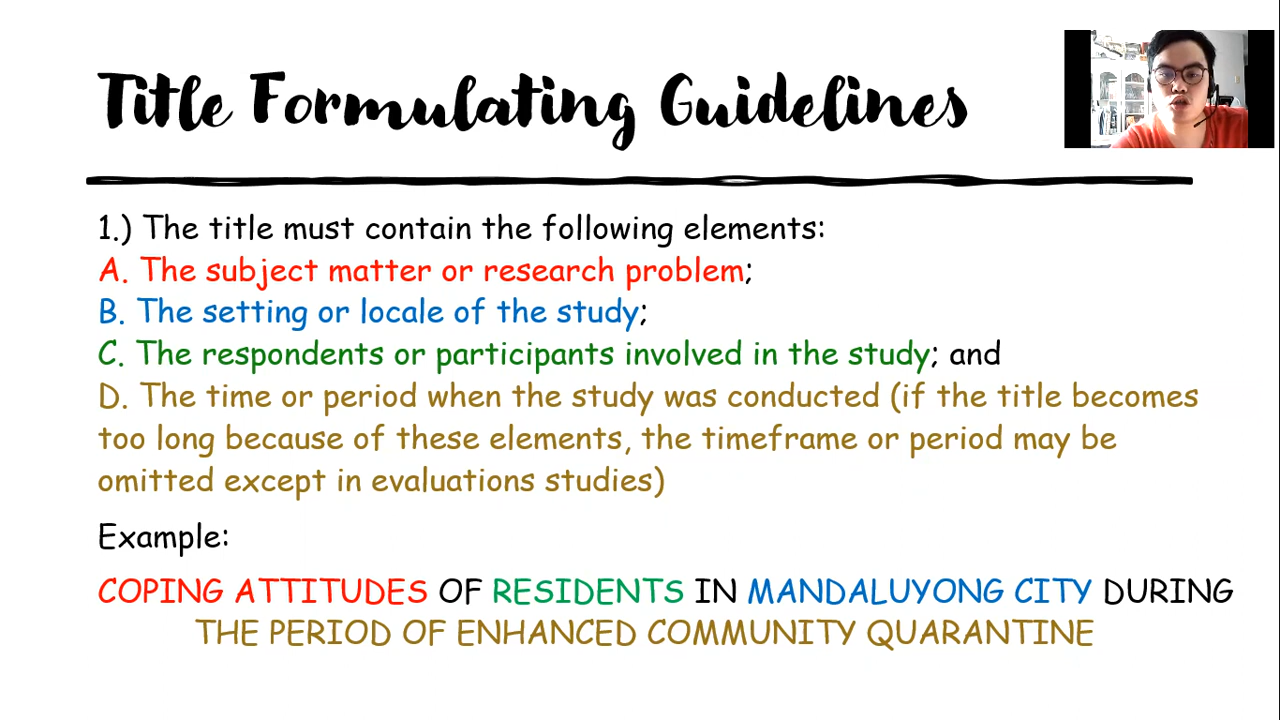 Title Formulating Guidelines
1.) The title must contain the following elements:
A. The subject matter or research problem;
B. The setting or locale of the study;
C. The respondents or participants involved in the study; and
D. The time or period when the study was conducted (if the title becomes
too long because of these elements, the timeframe or period may be
omitted except in evaluations studies)
Example:
COPING ATTITUDES OF RESIDENTS IN MANDALUYONG CITY DURING
THE PERIOD OF ENHANCED COMMUNITY QUARANTINE